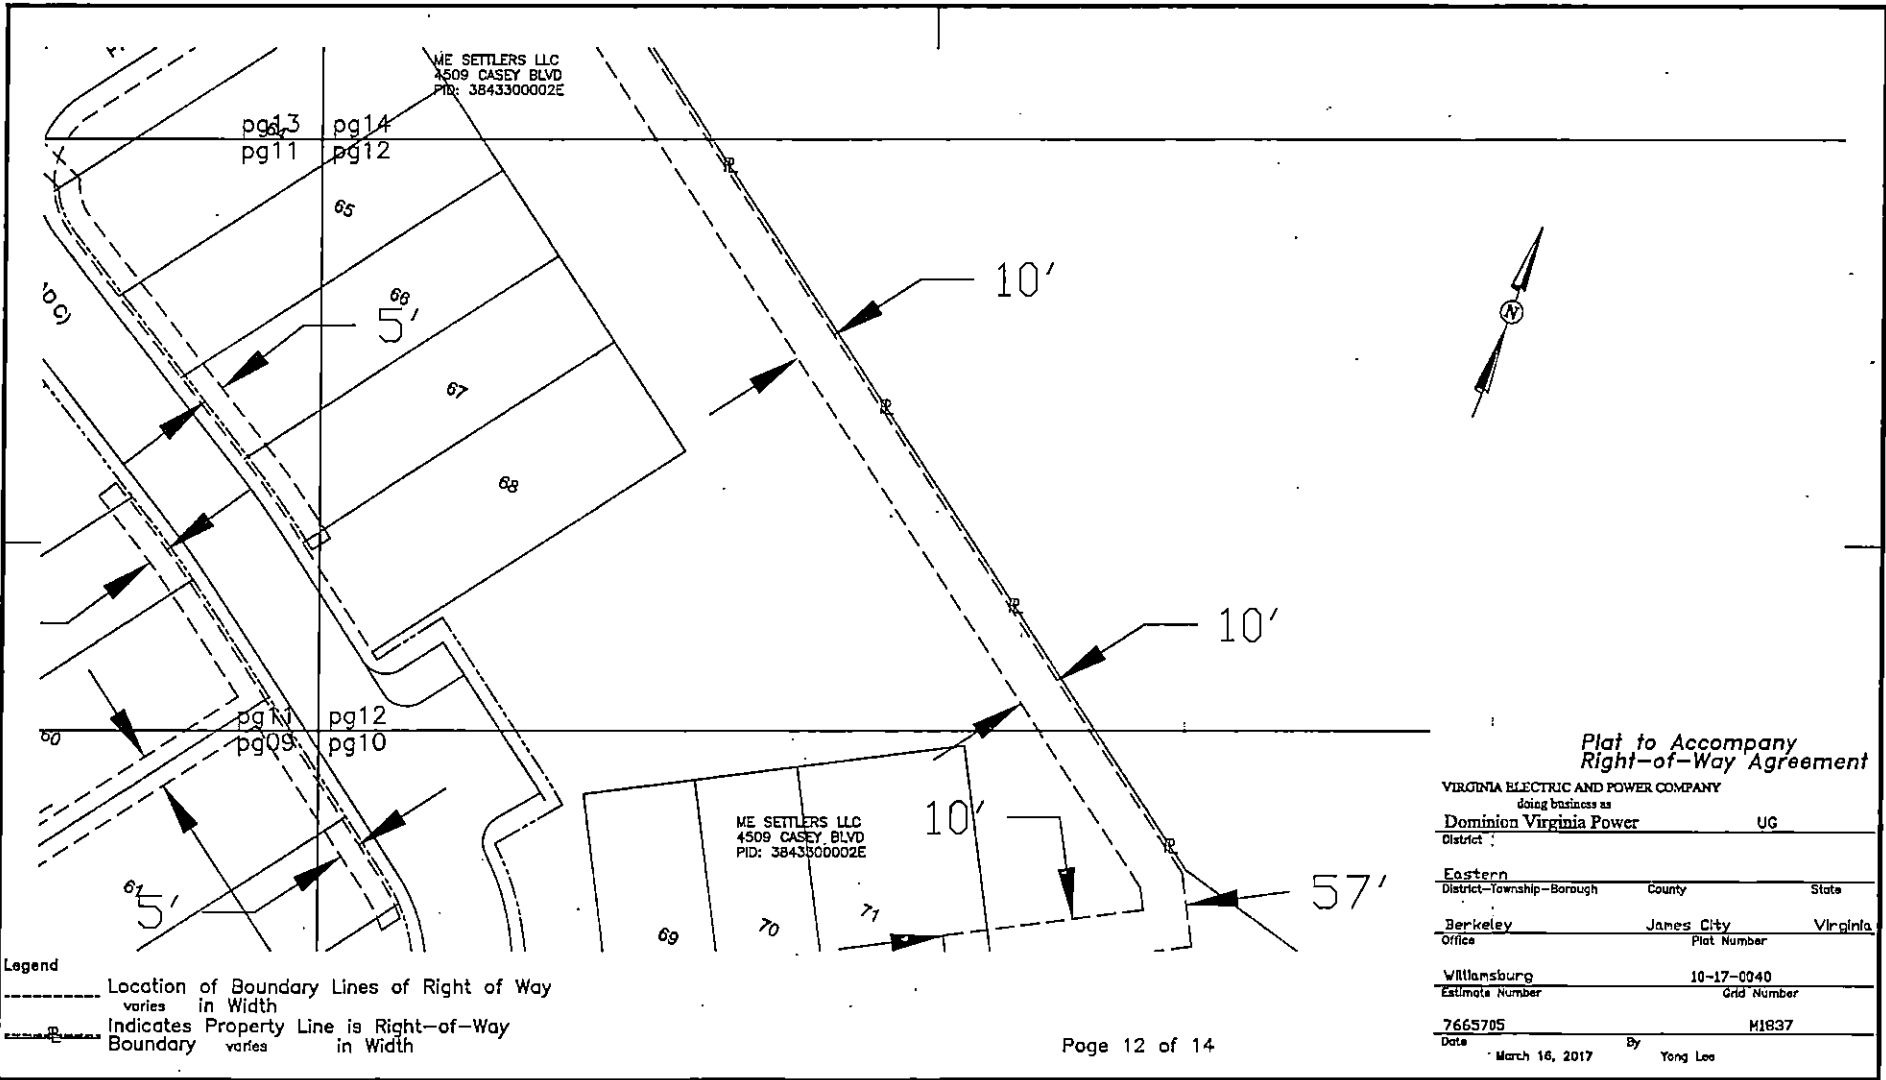 ME SETTLERS LLC
4509 CASEY BLVD
PID: 3843300002E
pg13 pg14
pg11 pg12
65
66
5'
67
68
10'
10'
N
pg11 pg12
pg09 pg10
60
61
5'
ME SETTLERS LLC
4509 CASEY BLVD
PID: 3843300002E
10'
69
70
71
57'
Plat to Accompany
Right-of-Way Agreement
VIRGINIA ELECTRIC AND POWER COMPANY
doing business as
Dominion Virginia Power UG
District
Eastern
District-Township-Borough County State
Berkeley James City Virginia
Office Plat Number
Williamsburg 10-17-0040
Estimate Number Grid Number
7665705 M1837
Date By
March 16, 2017 Yong Lee
Legend
Location of Boundary Lines of Right of Way
varies in Width
Indicates Property Line is Right-of-Way
Boundary varies in Width
Page 12 of 14